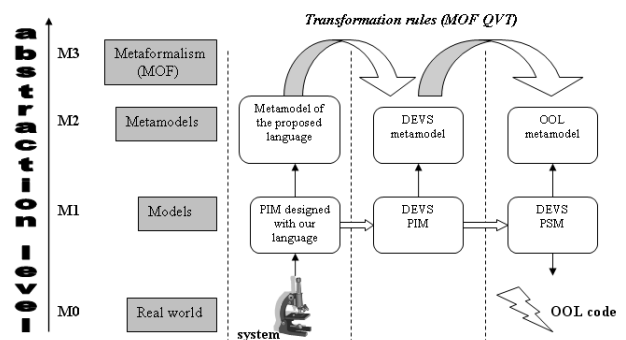 Transformation rules (MOF QVT)
abstraction level
M3
Metaformalism
(MOF)
M2
Metamodels
Metamodel of
the proposed
language
DEVS
metamodel
OOL
metamodel
M1
Models
PIM designed
with our
language
DEVS
PIM
DEVS
PSM
M0
Real world
system
OOL code